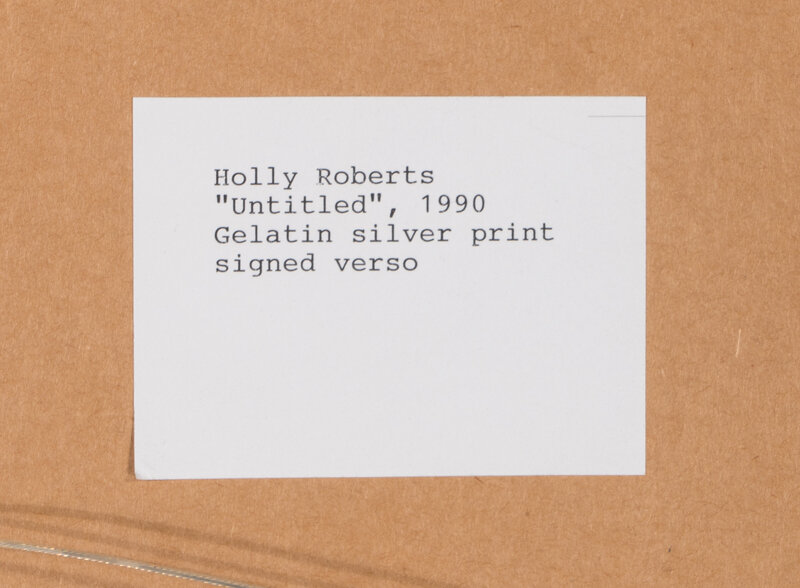 Holly Roberts
"Untitled", 1990
Gelatin silver print
signed verso